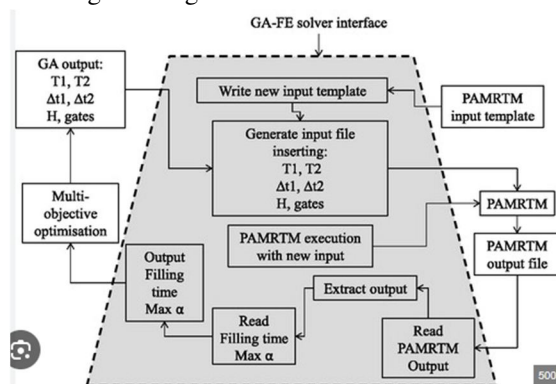 GA-FE solver interface
GA output:
T1, T2
Δt1, Δt2
H, gates
Write new input template
PAMRTM
input template
Generate input file
inserting:
T1, T2
Δt1, Δt2
H, gates
Multi-
objective
optimisation
PAMRTM
PAMRTM execution
with new input
PAMRTM
output file
Output
Filling
time
Max α
Extract output
Read
Filling time
Max α
Read
PAMRTM
Output
500